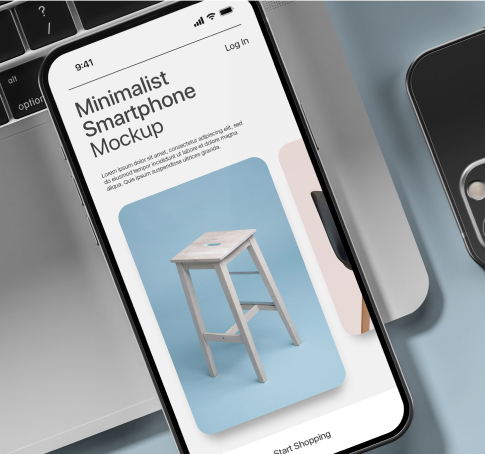 ?
/
alt
option
9:41
Log In
Minimalist
Smartphone
Mockup
Lorem ipsum dolor sit amet, consectetur adipiscing elit, sed
do eiusmod tempor incididunt ut labore et dolore magna
aliqua. Quis ipsum suspendisse ultrices gravida.
Start Shopping